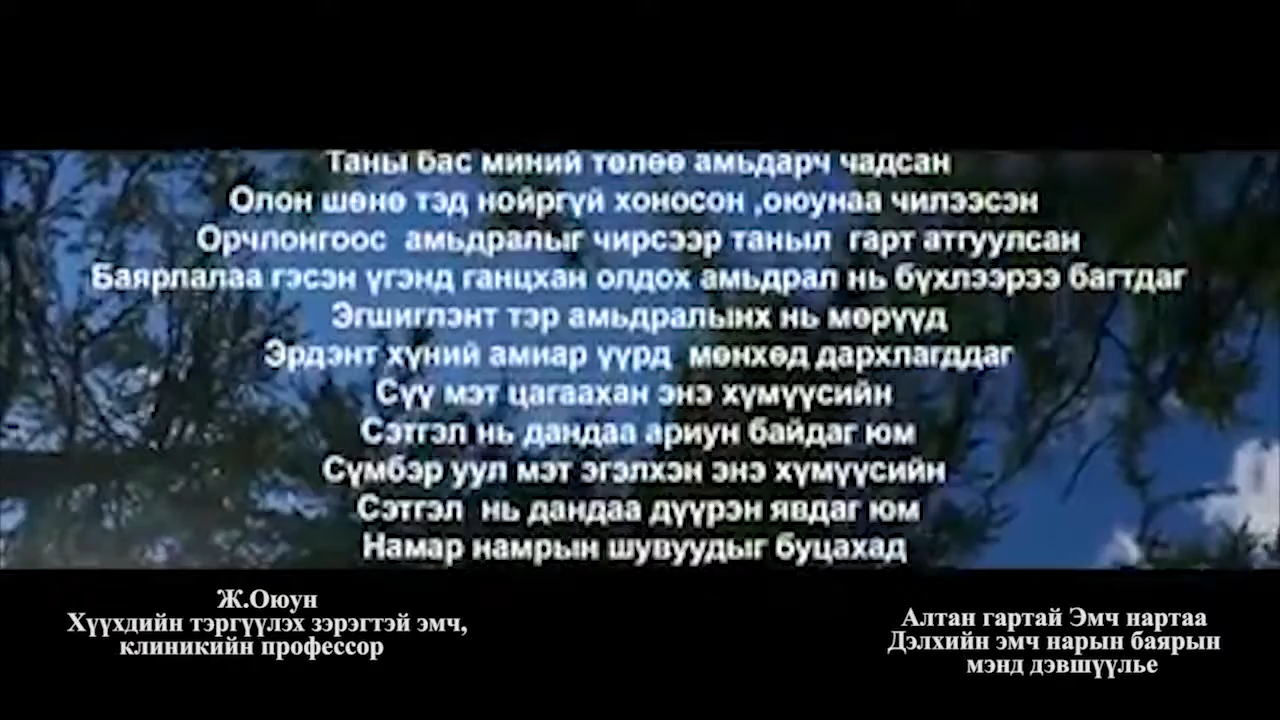 Таны бас миний төлөө амьдарч чадсан
Олон шөнө тэд нойргүй хоносон ,оюунаа чилээсэн
Орчлонгоос амьдралыг чирсээр таныл гарт атгуулсан
Баярлалаа гэсэн үгэнд ганцхан олдох амьдрал нь бүхлээрээ багтдаг
Эгшиглэнт тэр амьдралынх нь мөрүүд
Эрдэнт хүний амиар үүрд мөнхөд дархлагддаг
Сүү мэт цагаахан энэ хүмүүсийн
Сэтгэл нь дандаа ариун байдаг юм
Сүмбэр уул мэт эгэлхэн энэ хүмүүсийн
Сэтгэл нь дандаа дүүрэн явдаг юм
Намар намрын шувуудыг буцахад
Ж.Оюун
Хүүхдийн тэргүүлэх зэрэгтэй эмч,
клиникийн профессор
Алтан гартай Эмч нартаа
Дэлхийн эмч нарын баярын
мэнд дэвшүүлье